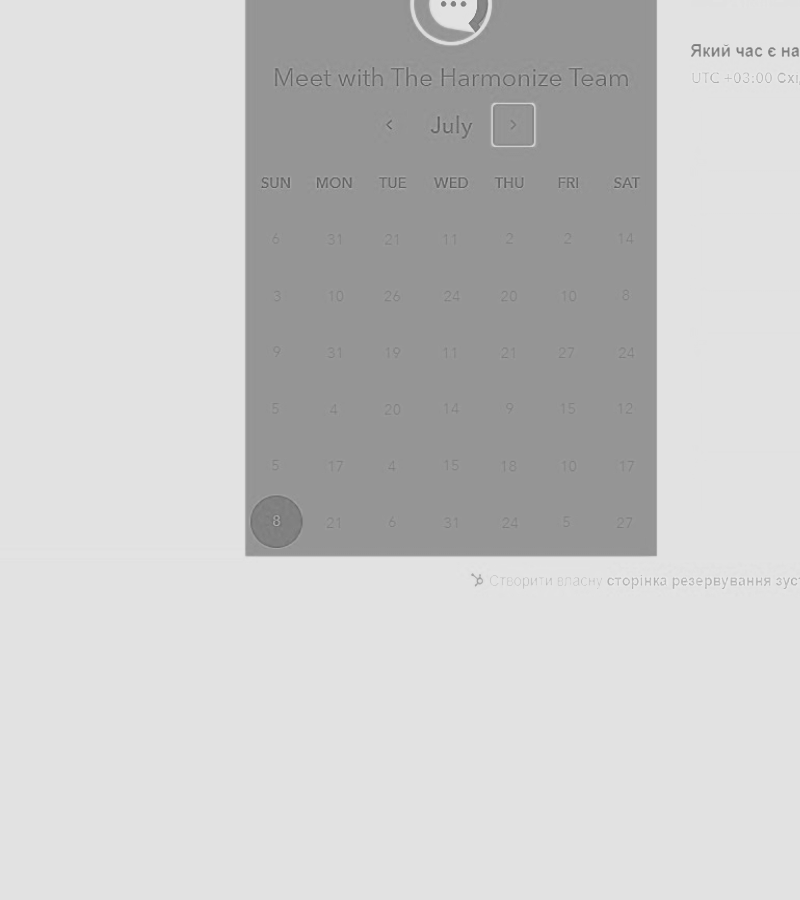 Meet with The Harmonize Team
July
SUN MON TUE WED THU FRI SAT
6 31 21 11 2 2 14
3 10 26 24 20 10 8
9 31 19 11 21 27 24
5 4 20 14 9 15 12
5 17 4 15 18 10 17
8 21 6 31 24 5 27
Який час є
UTC +03:00
Створити власну сторінка резервування